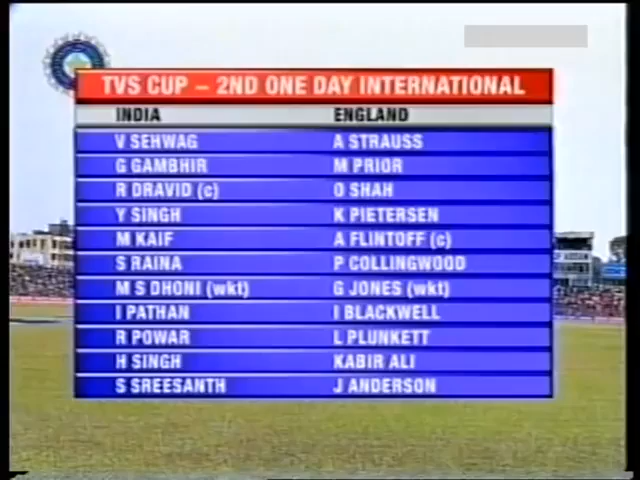 TVS CUP – 2ND ONE DAY INTERNATIONAL
INDIA ENGLAND
V SEHWAG A STRAUSS
G GAMBHIR M PRIOR
R DRAVID (c) O SHAH
Y SINGH K PIETERSEN
M KAIF A FLINTOFF (c)
S RAINA P COLLINGWOOD
M S DHONI (wkt) G JONES (wkt)
I PATHAN I BLACKWELL
R POWAR L PLUNKETT
H SINGH KABIR ALI
S SREESANTH J ANDERSON